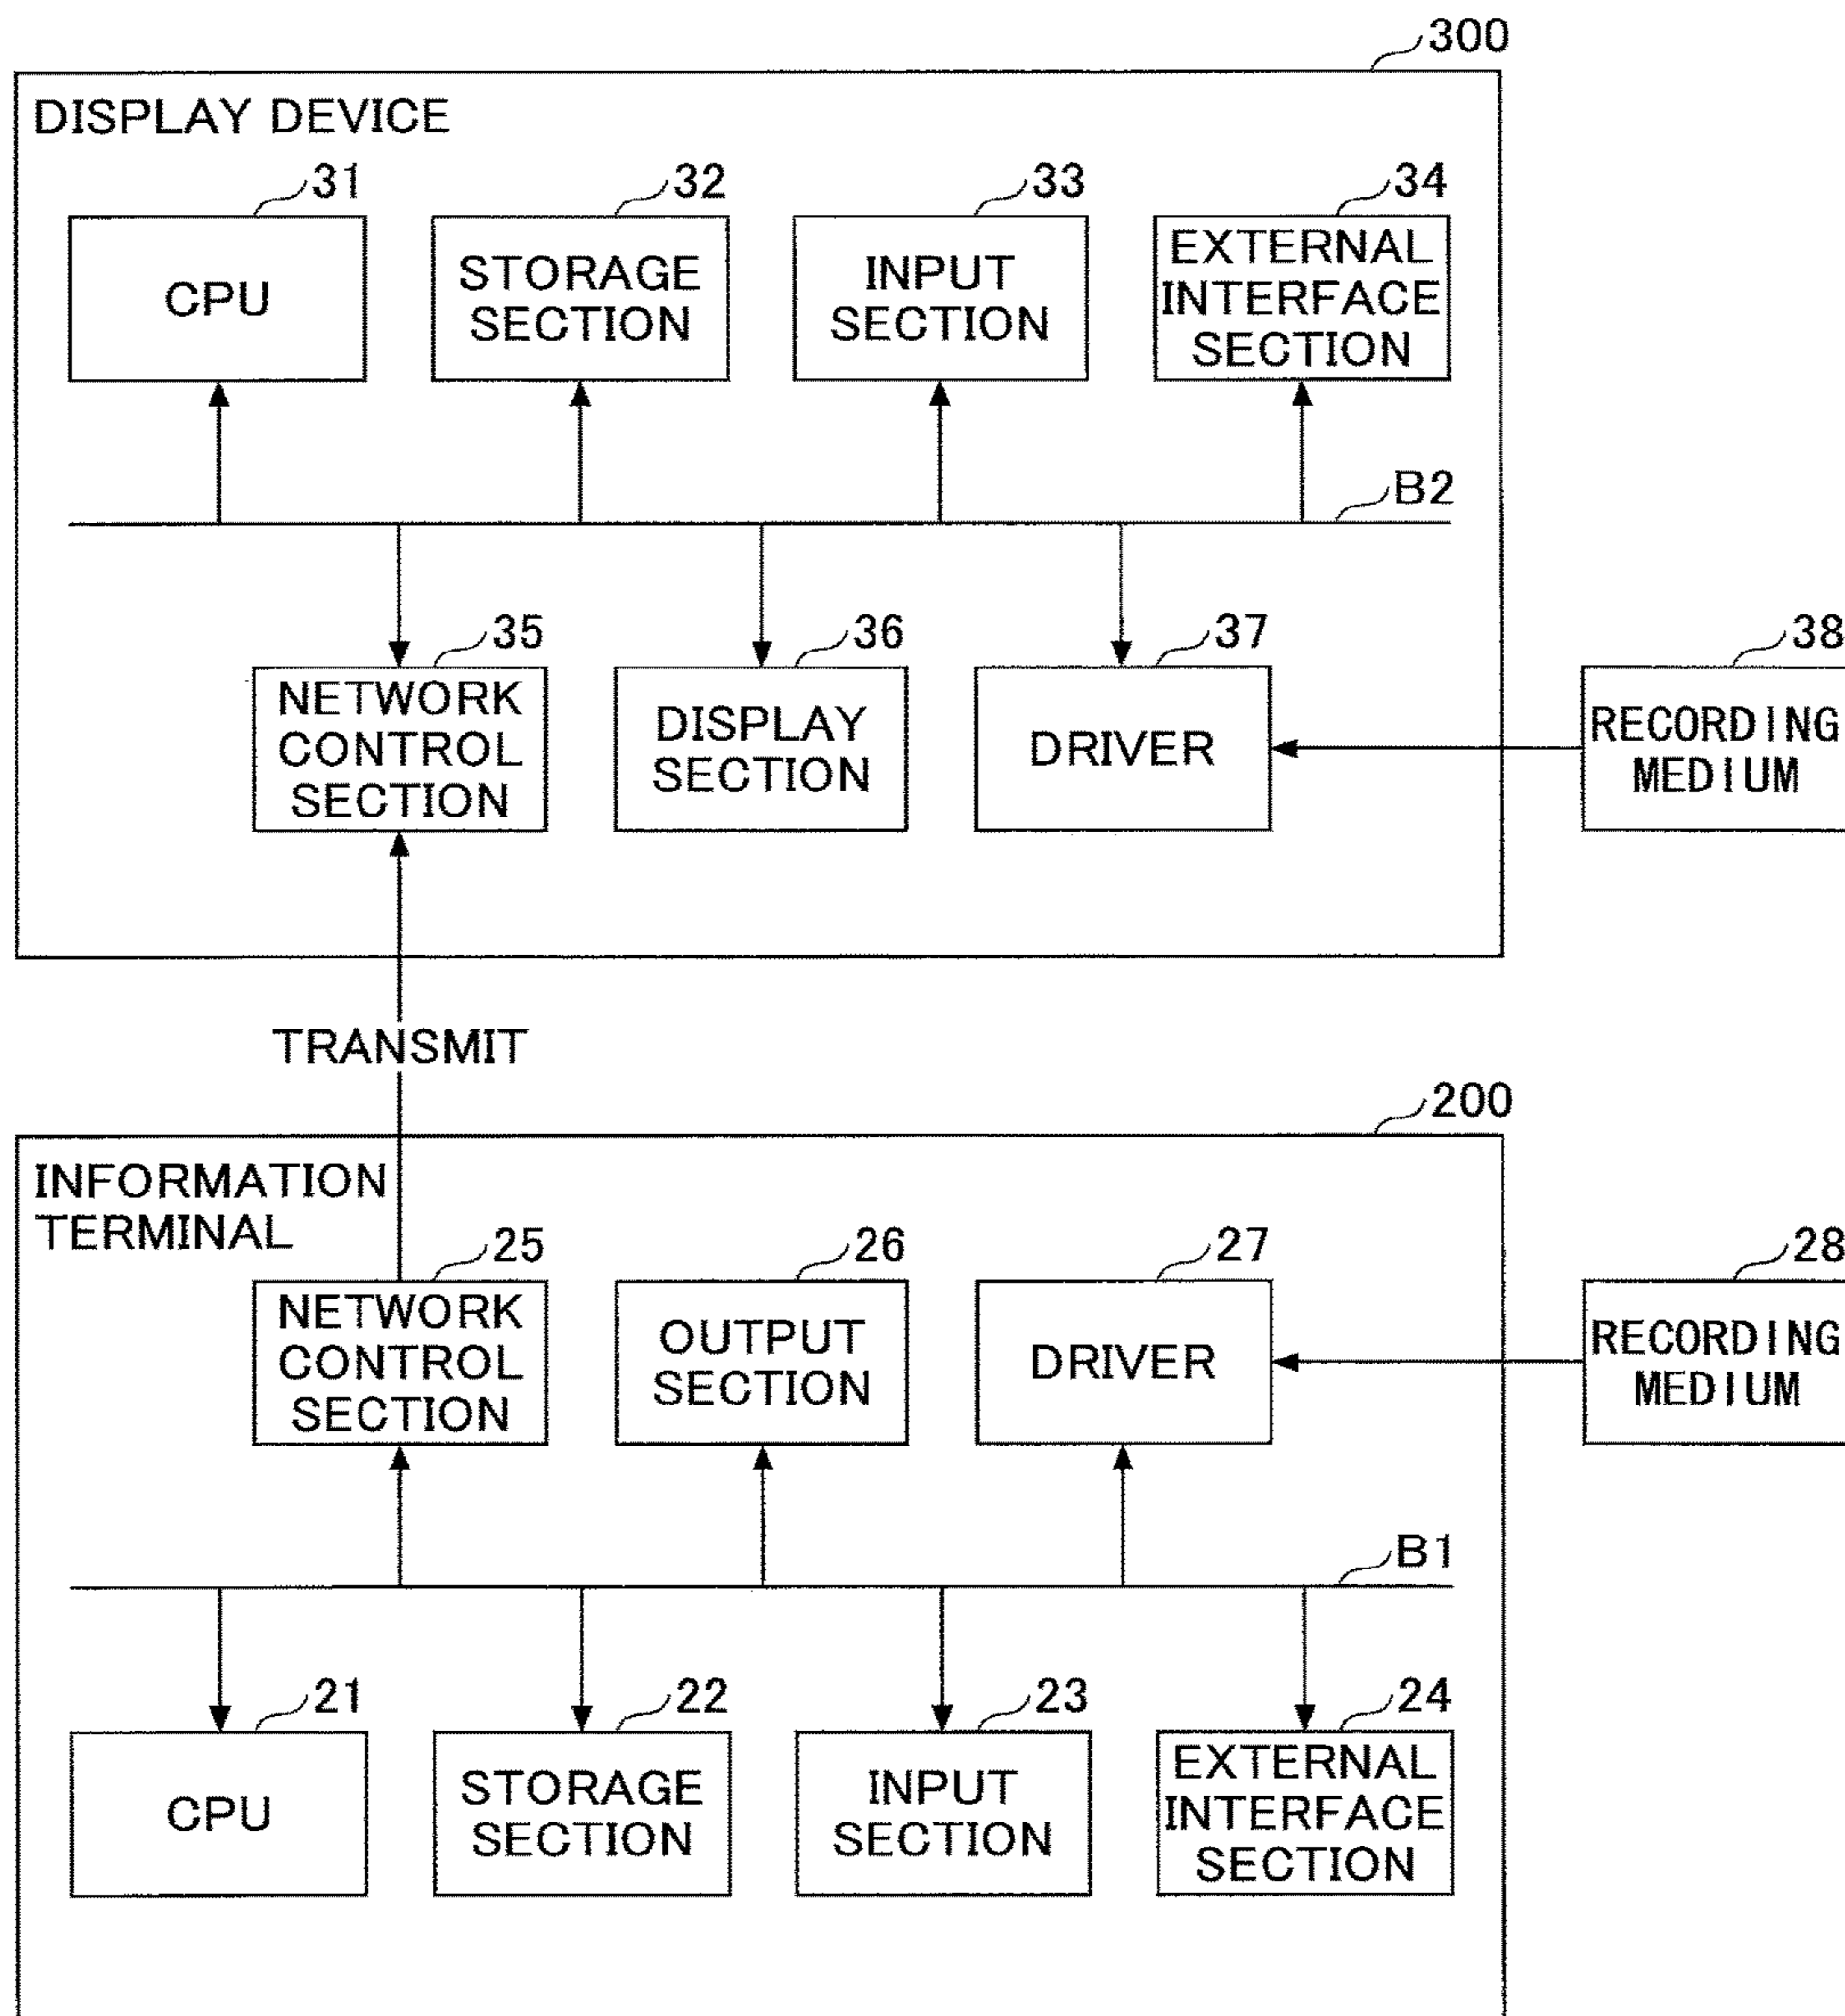 300
DISPLAY DEVICE
31
32
33
34
CPU
STORAGE
SECTION
INPUT
SECTION
EXTERNAL
INTERFACE
SECTION
B2
35
36
37
38
NETWORK
CONTROL
SECTION
DISPLAY
SECTION
DRIVER
RECORDING
MEDIUM
TRANSMIT
200
INFORMATION
TERMINAL
25
26
27
28
NETWORK
CONTROL
SECTION
OUTPUT
SECTION
DRIVER
RECORDING
MEDIUM
B1
21
22
23
24
CPU
STORAGE
SECTION
INPUT
SECTION
EXTERNAL
INTERFACE
SECTION